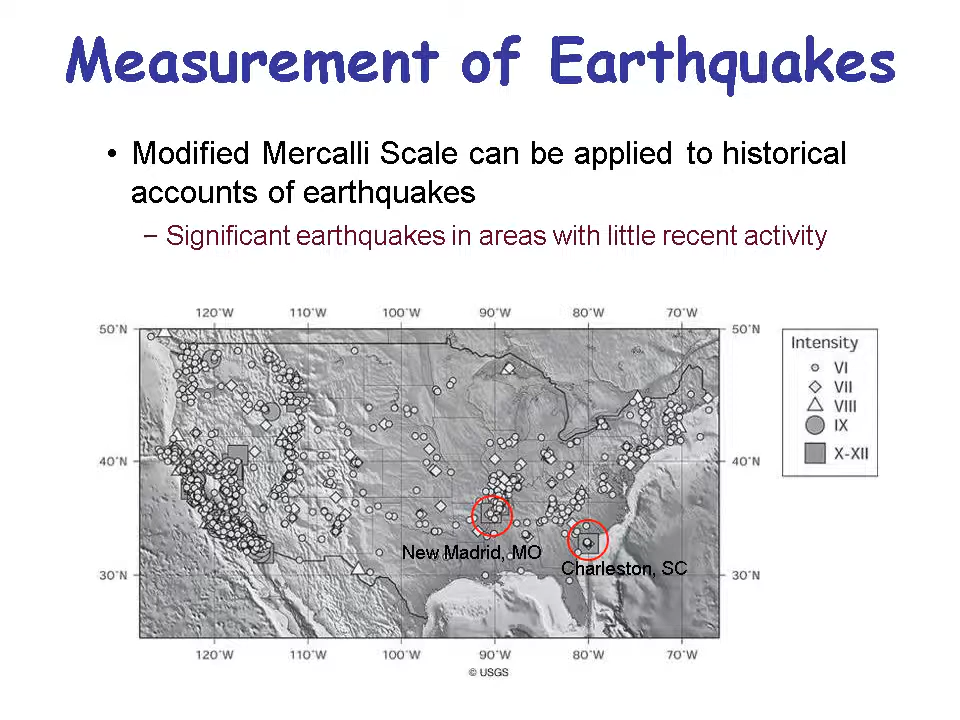 Measurement of Earthquakes
• Modified Mercalli Scale can be applied to historical
accounts of earthquakes
– Significant earthquakes in areas with little recent activity
120°W 110°W 100°W 90°W 80°W 70°W
50°N 50°N
Intensity
VI
VII
VIII
IX
X-XII
40°N 40°N
New Madrid, MO
Charleston, SC
30°N 30°N
120°W 110°W 100°W 90°W 80°W 70°W
© USGS